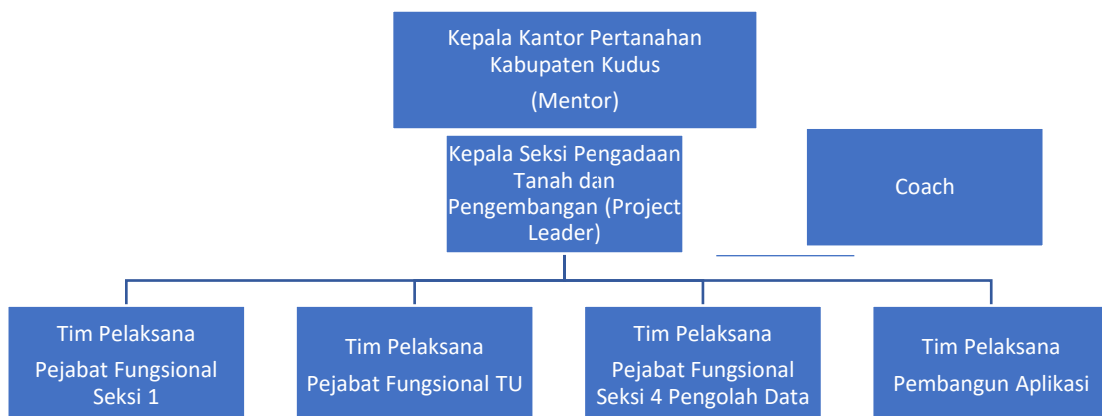 Kepala Kantor Pertanahan
Kabupaten Kudus
(Mentor)
Kepala Seksi Pengadaan
Tanah dan
Pengembangan (Project
Leader)
Coach
Tim Pelaksana
Pejabat Fungsional
Seksi 1
Tim Pelaksana
Pejabat Fungsional TU
Tim Pelaksana
Pejabat Fungsional
Seksi 4 Pengolah Data
Tim Pelaksana
Pembangun Aplikasi